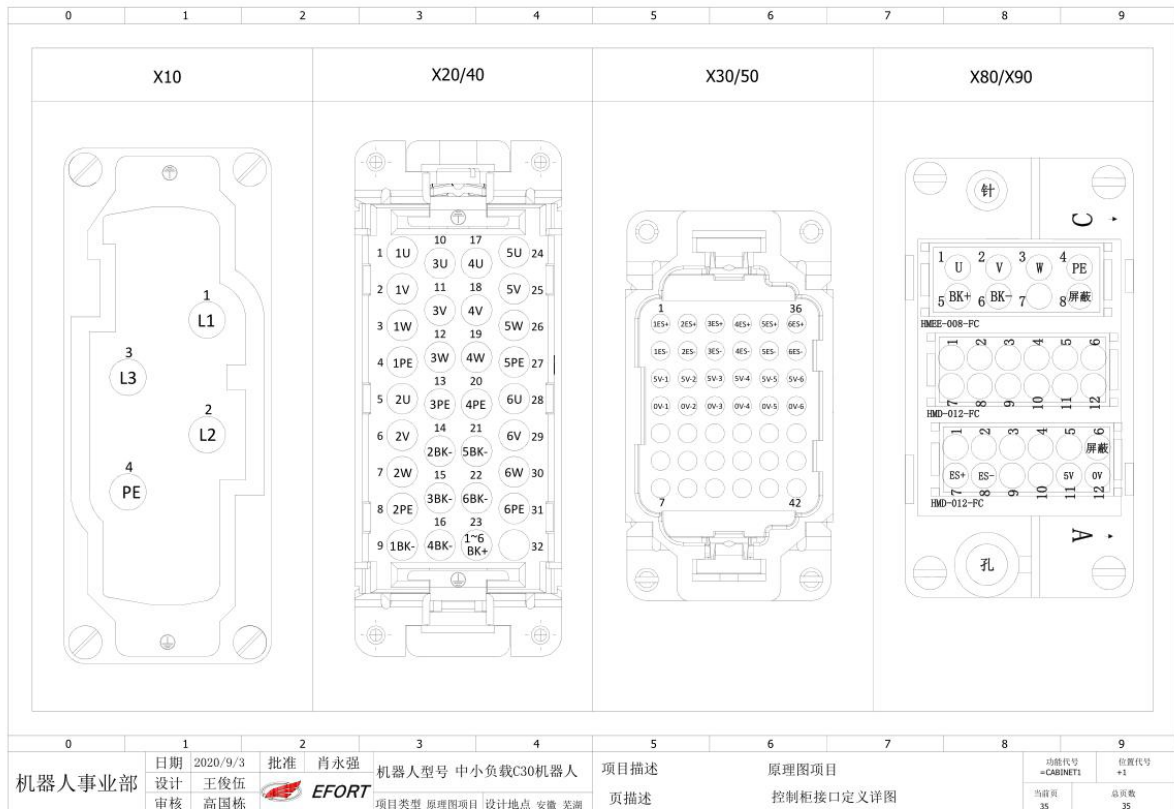 0 1 2 3 4 5 6 7 8 9
X10 X20/40 X30/50 X80/X90
1
L1
3
L3
2
L2
4
PE
10 17
1 1U 3U 4U 5U 24
11 18
2 1V 3V 4V 5V 25
12 19
3 1W 3W 4W 5W 26
4 1PE 5PE 27
13 20
5 2U 3PE 4PE 6U 28
14 21
6 2V 2BK- 5BK- 6V 29
15 22
7 2W 3BK- 6BK- 6W 30
8 2PE 6PE 31
16 23
9 1BK- 4BK- 1~6 BK+ 32
1 36
1ES+ 2ES+ 3ES+ 4ES+ 5ES+ 6ES+
1ES- 2ES- 3ES- 4ES- 5ES- 6ES-
5V-1 5V-2 5V-3 5V-4 5V-5 5V-6
0V-1 0V-2 0V-3 0V-4 0V-5 0V-6
7 42
针
C
1 U 2 V 3 W 4 PE
5 BK+ 6 BK- 7 8 屏蔽
HMEE-008-FC
1 2 3 4 5 6
7 8 9 10 11 12
HMD-012-FC
1 2 3 4 5 6
屏蔽
ES+ ES- 5V 0V
7 8 9 10 11 12
HMD-012-FC
A
孔
0 1 2 3 4 5 6 7 8 9
机器人事业部
日期 2020/9/3 批准 肖永强
设计 王俊伍
审核 高国栋
EFORT
机器人型号 中小负载C30机器人
项目类型 原理图项目 设计地点 安徽 芜湖
项目描述 原理图项目
页描述 控制柜接口定义详图
功能代号 位置代号
=CABINET1 +1
当前页 总页数
35 35